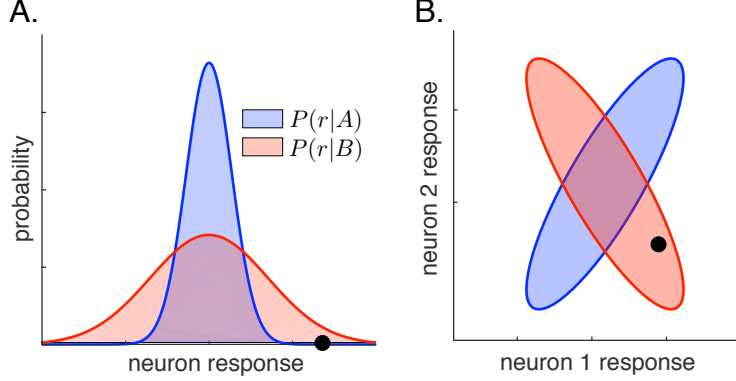 A.
probability
P(r|A)
P(r|B)
neuron response
B.
neuron 2 response
neuron 1 response